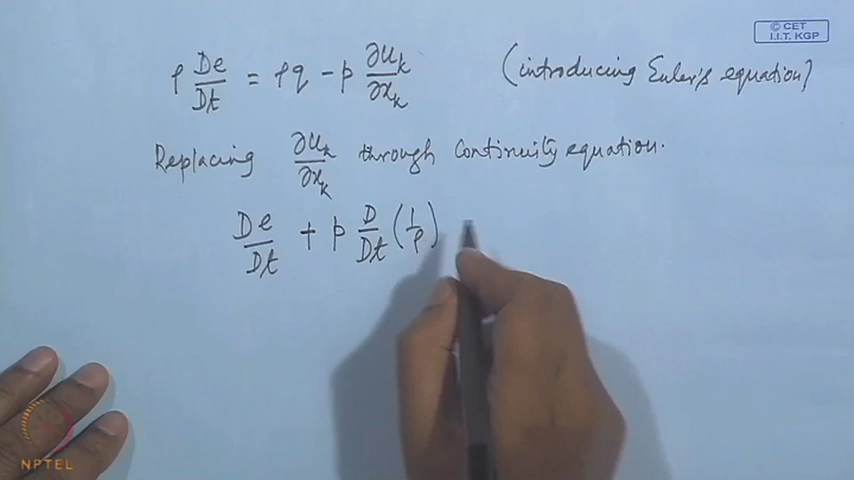 © CET
I.I.T. KGP
ρ De/Dt = ρq - p ∂u_k/∂x_k (introducing Euler's equation)
Replacing ∂u_k/∂x_k through continuity equation.
De/Dt + p D/Dt (1/ρ)
NPTEL